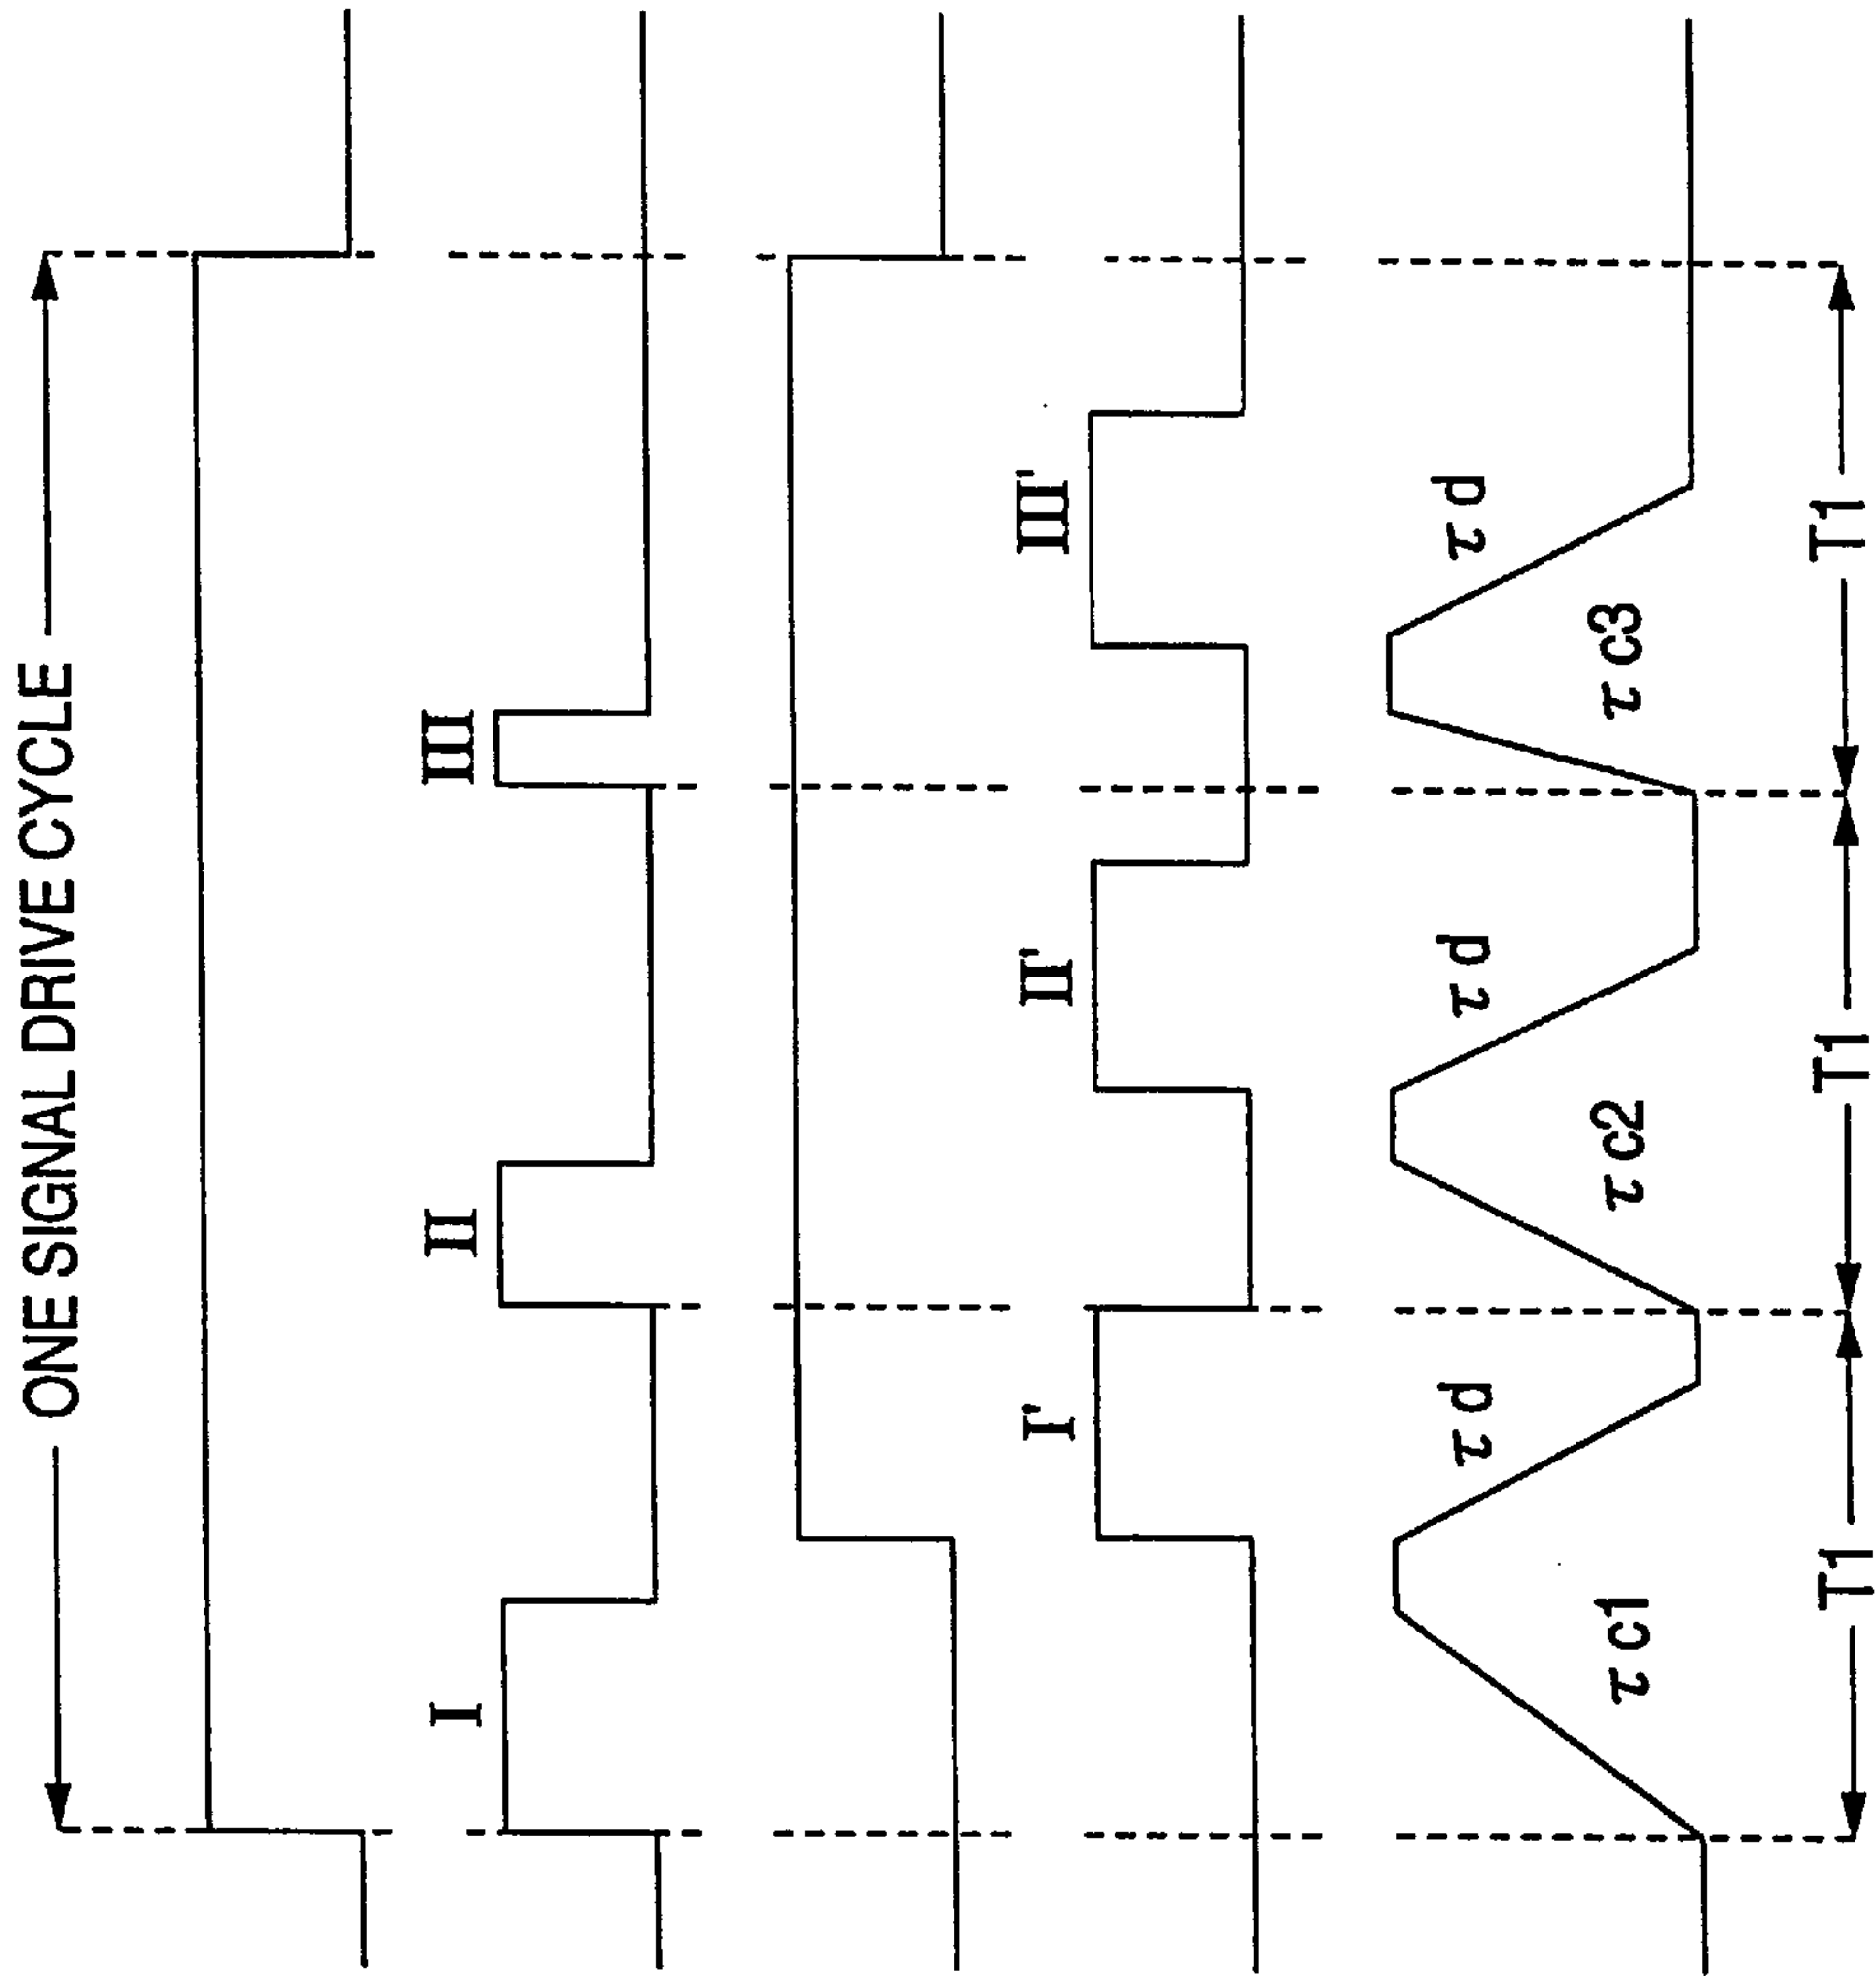 ONE SIGNAL DRIVE CYCLE
I
II
III
I'
II'
III'
τd
τd
τd
τc1
τc2
τc3
T1
T1
T1